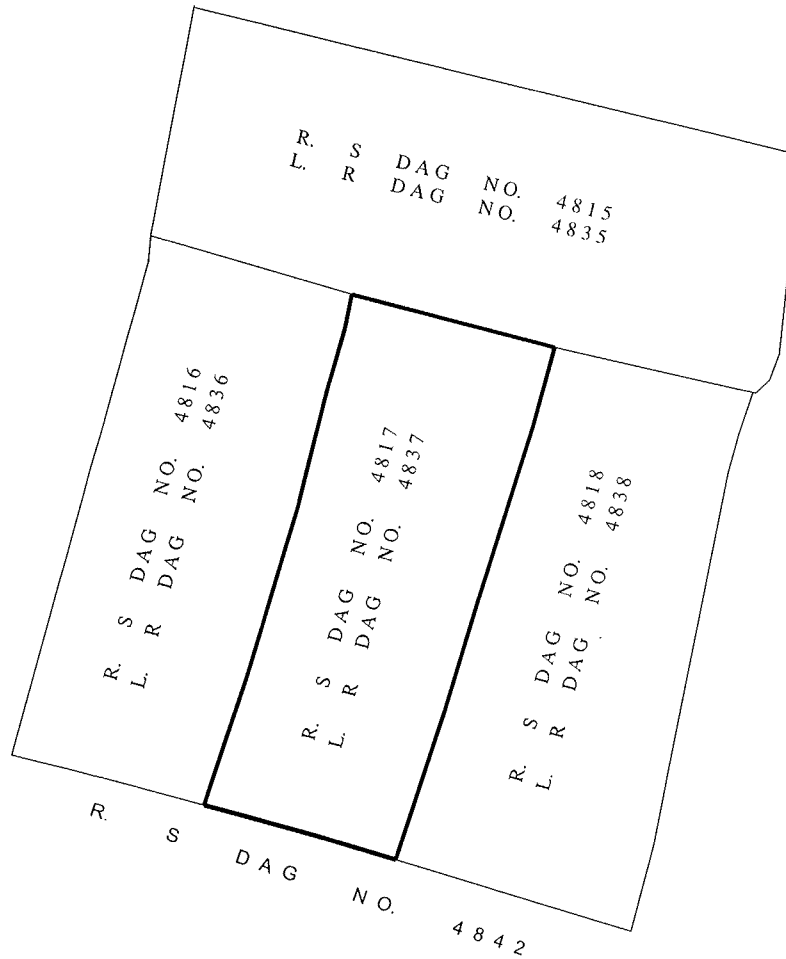 R. S DAG NO. 4815
L. R DAG NO. 4835
R. S DAG NO. 4816
L. R DAG NO. 4836
R. S DAG NO. 4817
L. R DAG NO. 4837
R. S DAG NO. 4818
L. R DAG NO. 4838
R. S DAG NO. 4842